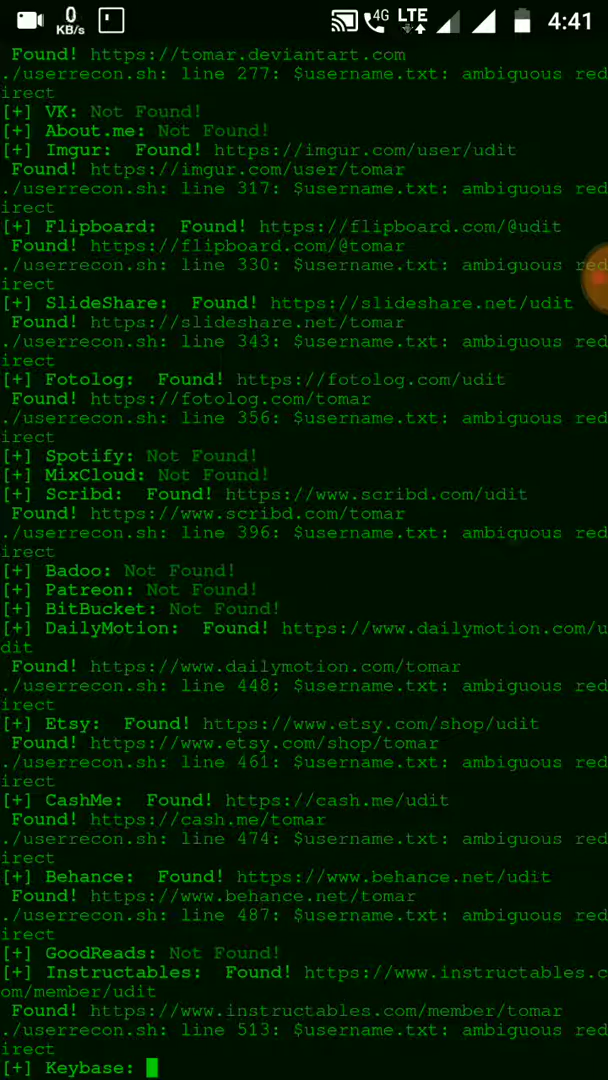 0
KB/s
4G
LTE
4:41
Found! https://tomar.deviantart.com
./userrecon.sh: line 277: $username.txt: ambiguous red
irect
[+] VK: Not Found!
[+] About.me: Not Found!
[+] Imgur:  Found! https://imgur.com/user/udit
Found! https://imgur.com/user/tomar
./userrecon.sh: line 317: $username.txt: ambiguous red
irect
[+] Flipboard:  Found! https://flipboard.com/@udit
Found! https://flipboard.com/@tomar
./userrecon.sh: line 330: $username.txt: ambiguous red
irect
[+] SlideShare:  Found! https://slideshare.net/udit
Found! https://slideshare.net/tomar
./userrecon.sh: line 343: $username.txt: ambiguous red
irect
[+] Fotolog:  Found! https://fotolog.com/udit
Found! https://fotolog.com/tomar
./userrecon.sh: line 356: $username.txt: ambiguous red
irect
[+] Spotify: Not Found!
[+] MixCloud: Not Found!
[+] Scribd:  Found! https://www.scribd.com/udit
Found! https://www.scribd.com/tomar
./userrecon.sh: line 396: $username.txt: ambiguous red
irect
[+] Badoo: Not Found!
[+] Patreon: Not Found!
[+] BitBucket: Not Found!
[+] DailyMotion:  Found! https://www.dailymotion.com/u
dit
Found! https://www.dailymotion.com/tomar
./userrecon.sh: line 448: $username.txt: ambiguous red
irect
[+] Etsy:  Found! https://www.etsy.com/shop/udit
Found! https://www.etsy.com/shop/tomar
./userrecon.sh: line 461: $username.txt: ambiguous red
irect
[+] CashMe:  Found! https://cash.me/udit
Found! https://cash.me/tomar
./userrecon.sh: line 474: $username.txt: ambiguous red
irect
[+] Behance:  Found! https://www.behance.net/udit
Found! https://www.behance.net/tomar
./userrecon.sh: line 487: $username.txt: ambiguous red
irect
[+] GoodReads: Not Found!
[+] Instructables:  Found! https://www.instructables.c
om/member/udit
Found! https://www.instructables.com/member/tomar
./userrecon.sh: line 513: $username.txt: ambiguous red
irect
[+] Keybase: